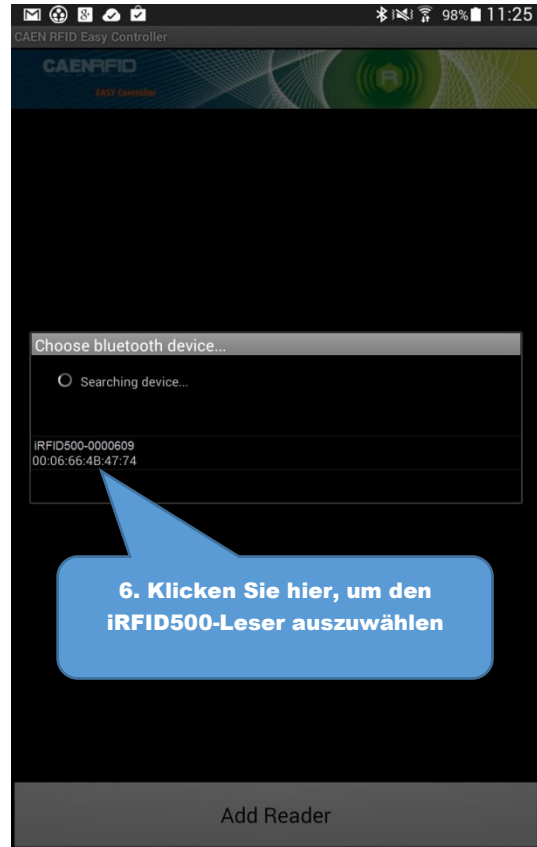 98% 11:25
CAEN RFID Easy Controller
CAENRFID
EASY Controller
Choose bluetooth device...
Searching device...
iRFID500-0000609
00:06:66:4B:47:74
6. Klicken Sie hier, um den
iRFID500-Leser auszuwählen
Add Reader